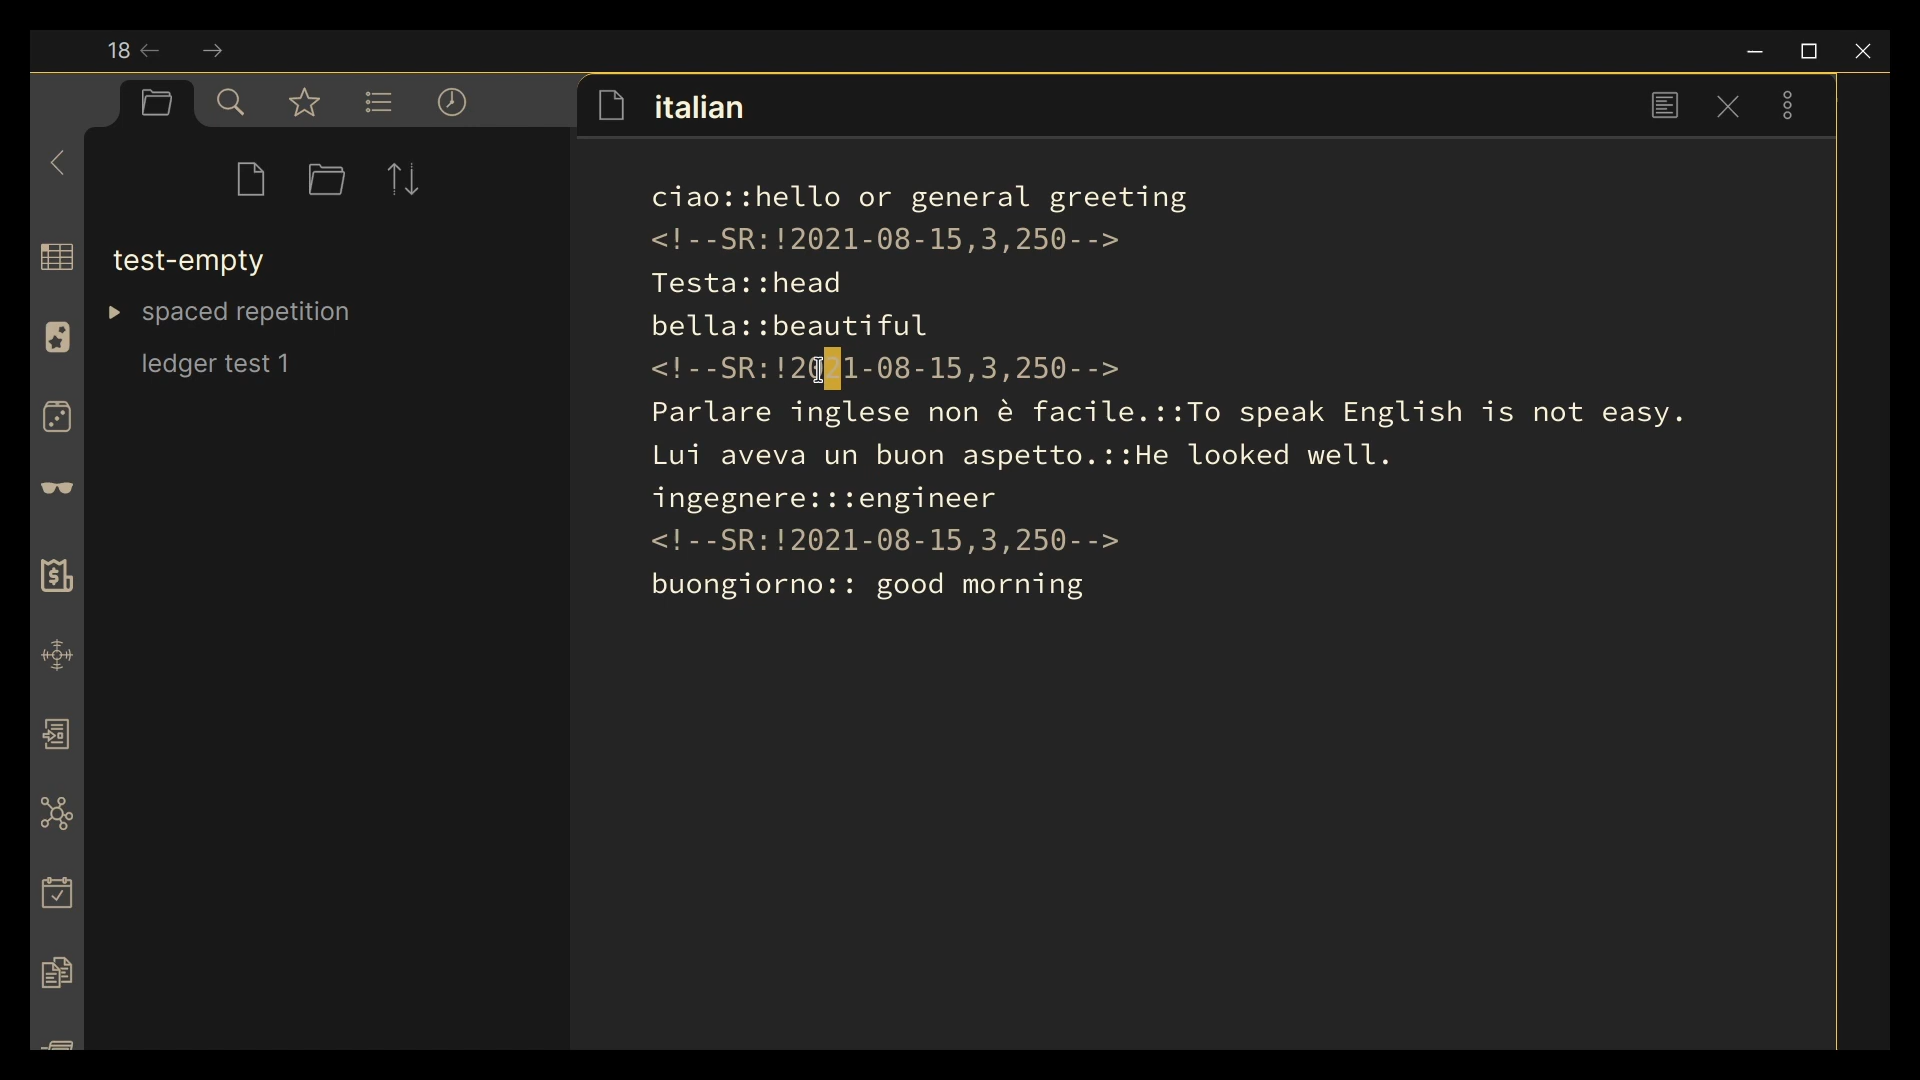 18
italian
test-empty
spaced repetition
ledger test 1
ciao::hello or general greeting
<!--SR:!2021-08-15,3,250-->
Testa::head
bella::beautiful
<!--SR:!2021-08-15,3,250-->
Parlare inglese non è facile.::To speak English is not easy.
Lui aveva un buon aspetto.::He looked well.
ingegnere:::engineer
<!--SR:!2021-08-15,3,250-->
buongiorno:: good morning